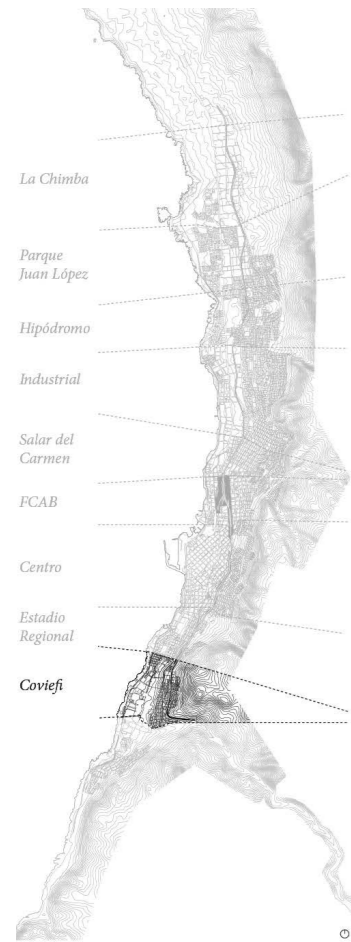 La Chimba
Parque
Juan López
Hipódromo
Industrial
Salar del
Carmen
FCAB
Centro
Estadio
Regional
Coviefi